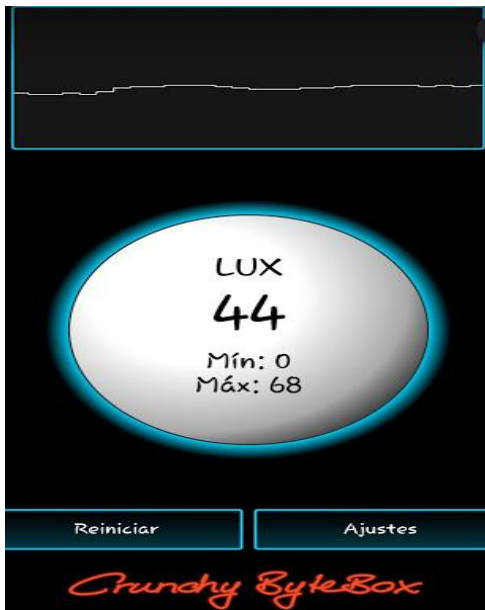 LUX
44
Mín: 0
Máx: 68
Reiniciar
Ajustes
Crunchy ByteBox